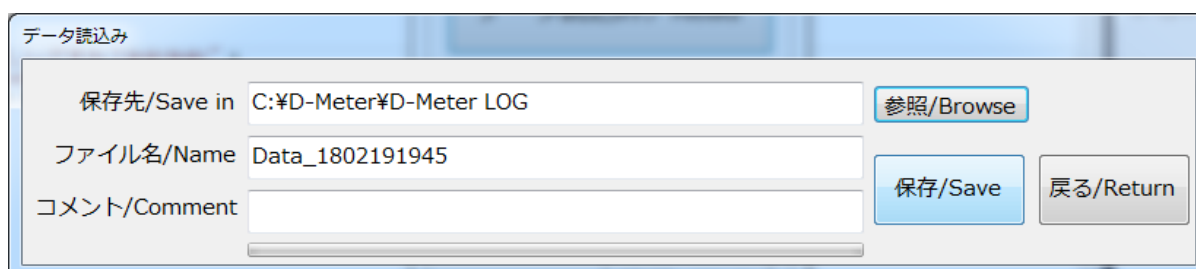 データ読込み
保存先/Save in C:¥D-Meter¥D-Meter LOG 参照/Browse
ファイル名/Name Data_1802191945
保存/Save 戻る/Return
コメント/Comment